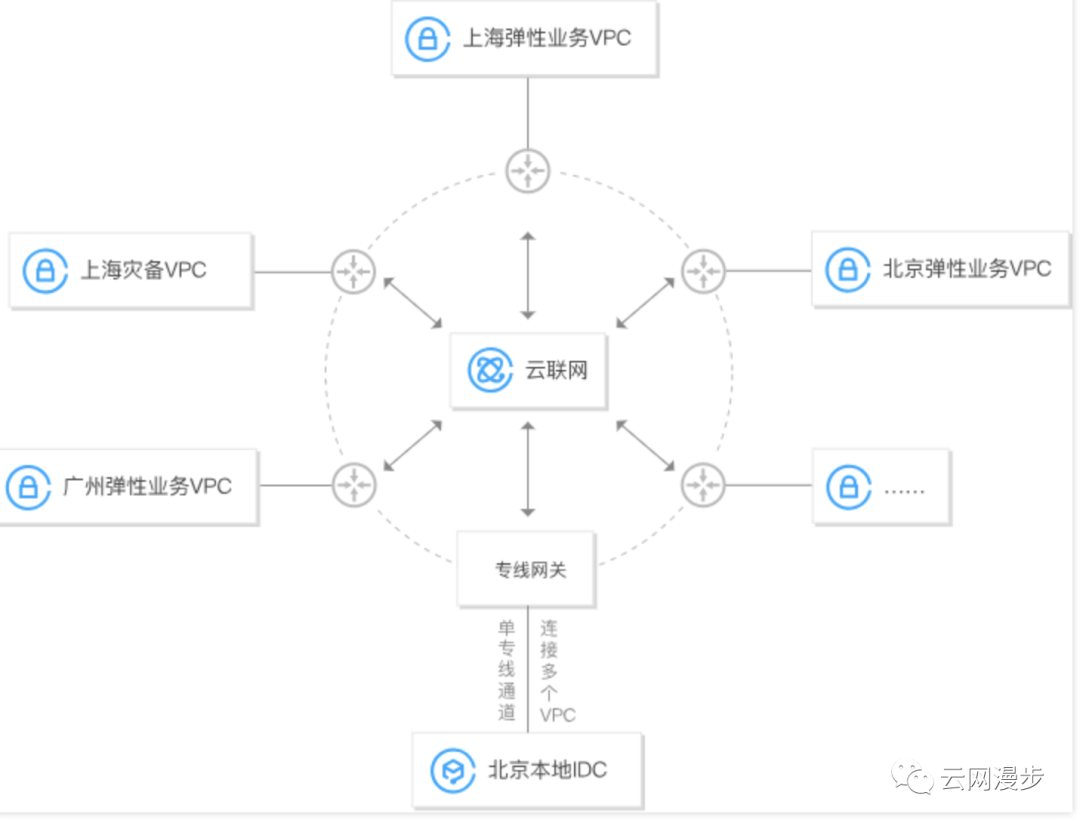 上海弹性业务VPC
上海灾备VPC
北京弹性业务VPC
云联网
广州弹性业务VPC
......
专线网关
单专线通道
连接多个VPC
北京本地IDC
云网漫步